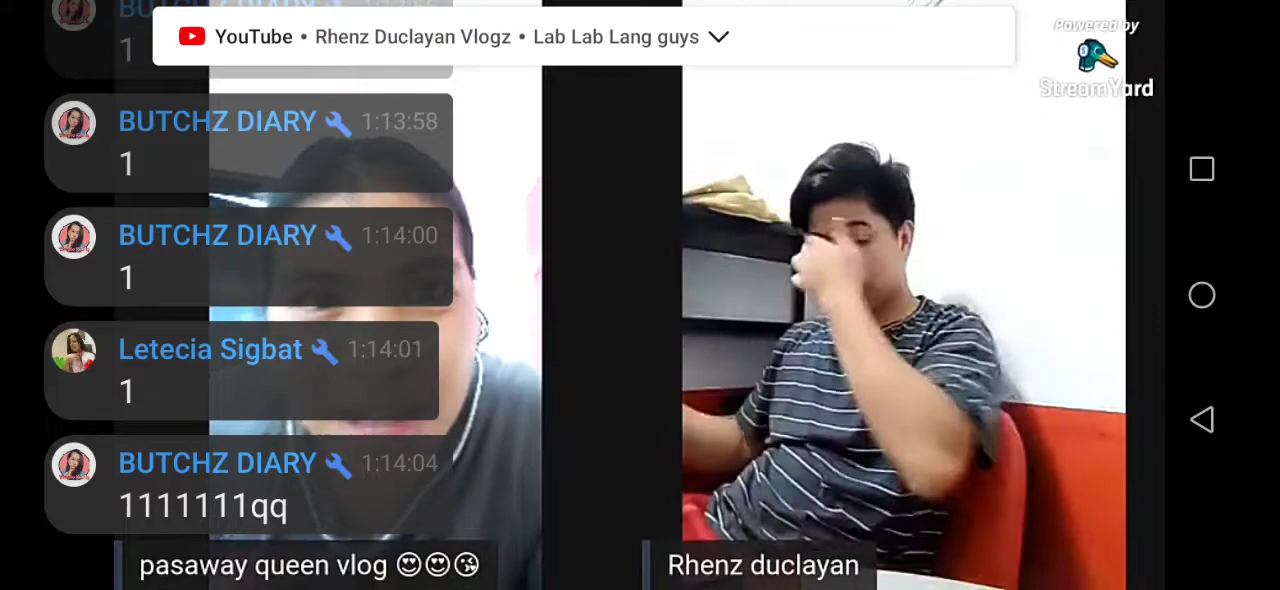 YouTube • Rhenz Duclayan Vlogz • Lab Lab Lang guys
Powered by
StreamYard
1
BUTCHZ DIARY 1:13:58
1
BUTCHZ DIARY 1:14:00
1
Letecia Sigbat 1:14:01
1
BUTCHZ DIARY 1:14:04
1111111qq
pasaway queen vlog 😍😍😘
Rhenz duclayan